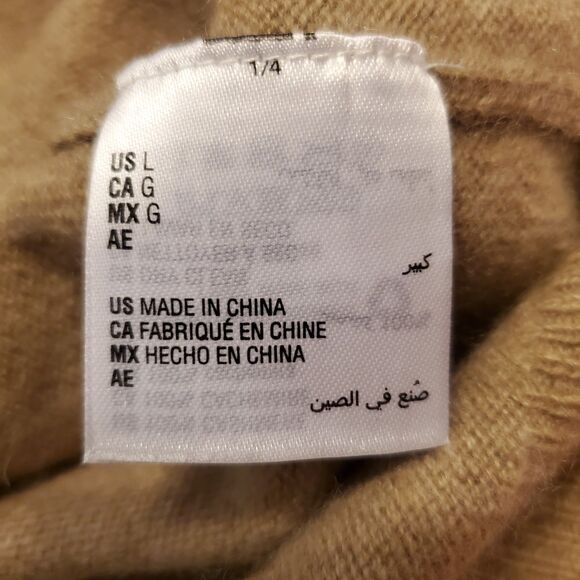 1/4
US L
CA G
MX G
AE
كبير
US MADE IN CHINA
CA FABRIQUÉ EN CHINE
MX HECHO EN CHINA
AE
صُنع في الصين